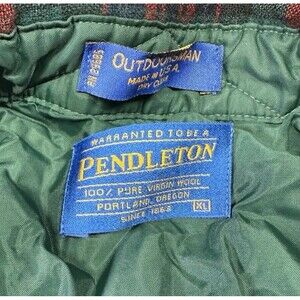 OUTDOORSMAN
MADE IN U.S.A.
DRY CLEAN
WARRANTED TO BE A
PENDLETON
100% PURE VIRGIN WOOL
PORTLAND, OREGON
SINCE 1863
XL